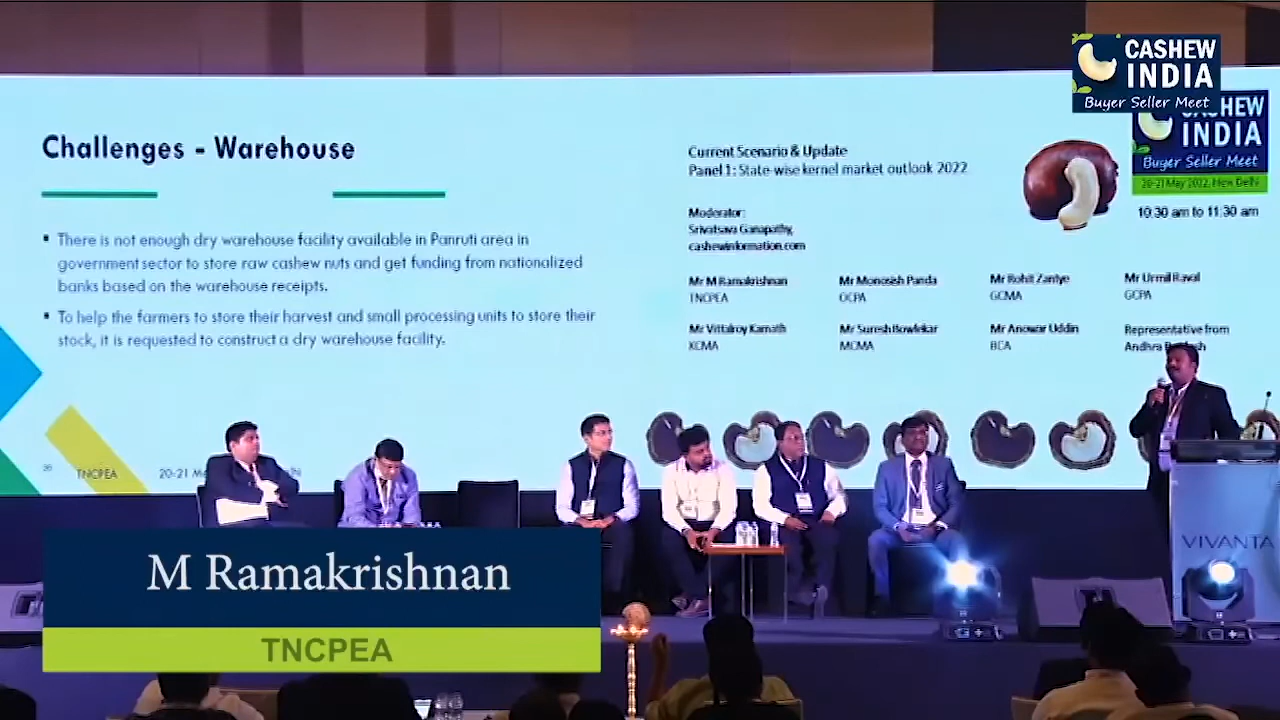 CASHEW
INDIA
Buyer Seller Meet
HEW
INDIA
Buyer Seller Meet
20-21 May 2022, New Delhi
10:30 am to 11:30 am
Challenges - Warehouse
There is not enough dry warehouse facility available in Panruti area in
government sector to store raw cashew nuts and get funding from nationalized
banks based on the warehouse receipts.
To help the farmers to store their harvest and small processing units to store their
stock, it is requested to construct a dry warehouse facility.
TNCPEA
20-21 M
Current Scenario & Update
Panel 1: State-wise kernel market outlook 2022
Moderator:
Srivatsava Ganapathy,
cashewinformation.com
Mr M Ramakrishnan
TNCPEA
Mr Monosish Panda
OCPA
Mr Rohit Zantye
GCMA
Mr Urmil Raval
GCPA
Mr Vittalroy Kamath
KCMA
Mr Suresh Bowlekar
MCMA
Mr Anowar Uddin
BCA
Representative from
Andhra
VIVANTA
M Ramakrishnan
TNCPEA